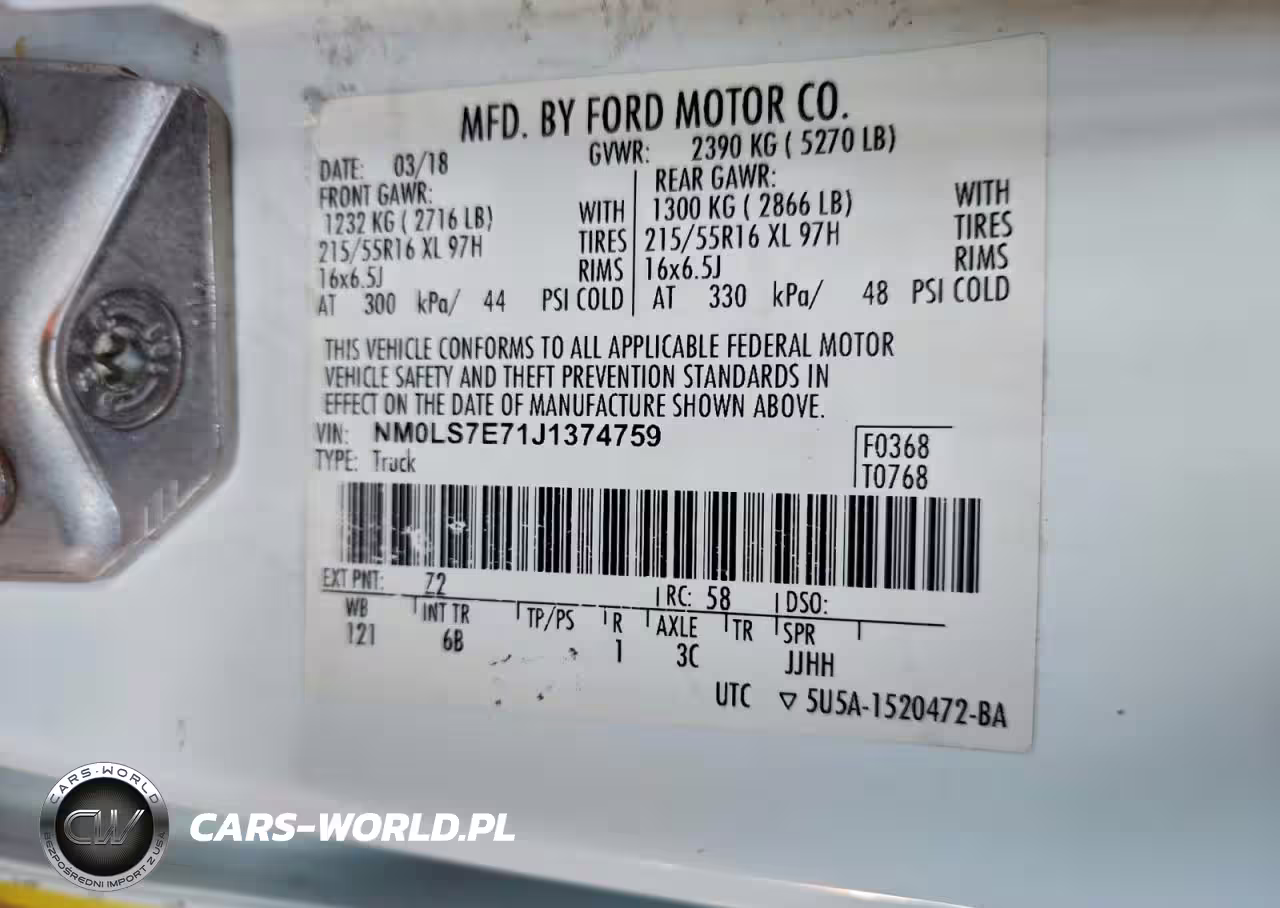 MFD. BY FORD MOTOR CO.
DATE: 03/18 GVWR: 2390 KG ( 5270 LB)
FRONT GAWR: REAR GAWR:
1232 KG ( 2716 LB) WITH 1300 KG ( 2866 LB) WITH
215/55R16 XL 97H TIRES 215/55R16 XL 97H TIRES
16x6.5J RIMS 16x6.5J RIMS
AT 300 kPa/ 44 PSI COLD AT 330 kPa/ 48 PSI COLD
THIS VEHICLE CONFORMS TO ALL APPLICABLE FEDERAL MOTOR
VEHICLE SAFETY AND THEFT PREVENTION STANDARDS IN
EFFECT ON THE DATE OF MANUFACTURE SHOWN ABOVE.
VIN: NM0LS7E71J1374759
TYPE: Truck
F0368
T0768
EXT PNT: Z2 RC: 58 DSO:
WB INT TR TP/PS R AXLE TR SPR
121 6B 1 3C JJHH
UTC ▽ 5U5A-1520472-BA
CARS-WORLD
CW
BEZPOŚREDNI IMPORT Z USA
CARS-WORLD.PL